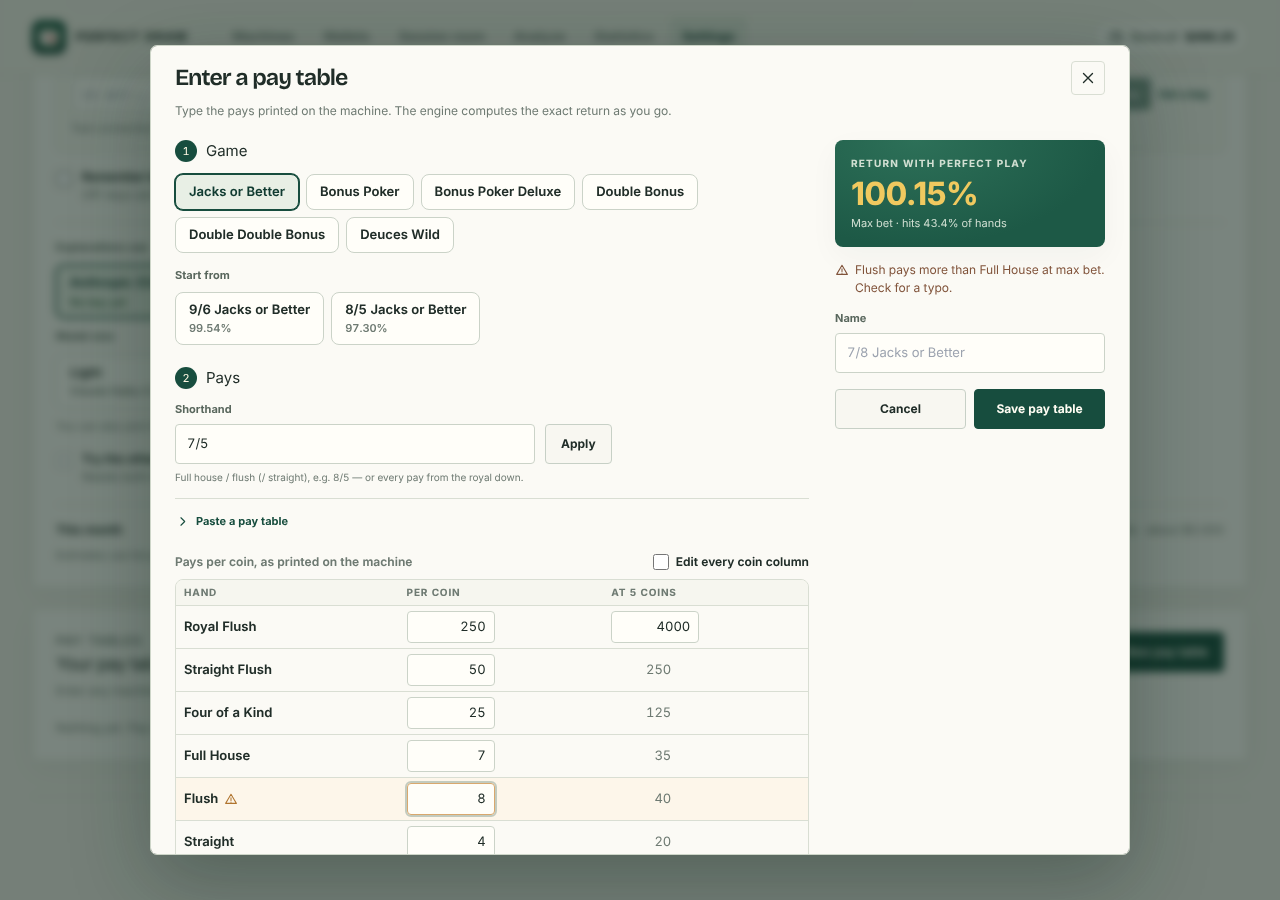 Enter a pay table
Type the pays printed on the machine. The engine computes the exact return as you go.
1 Game
Jacks or Better
Bonus Poker
Bonus Poker Deluxe
Double Bonus
Double Double Bonus
Deuces Wild
Start from
9/6 Jacks or Better
99.54%
8/5 Jacks or Better
97.30%
2 Pays
Shorthand
7/5
Apply
Full house / flush (/ straight), e.g. 8/5 — or every pay from the royal down.
Paste a pay table
Pays per coin, as printed on the machine
Edit every coin column
HAND PER COIN AT 5 COINS
Royal Flush 250 4000
Straight Flush 50 250
Four of a Kind 25 125
Full House 7 35
Flush 8 40
Straight 4 20
RETURN WITH PERFECT PLAY
100.15%
Max bet · hits 43.4% of hands
Flush pays more than Full House at max bet.
Check for a typo.
Name
7/8 Jacks or Better
Cancel
Save pay table